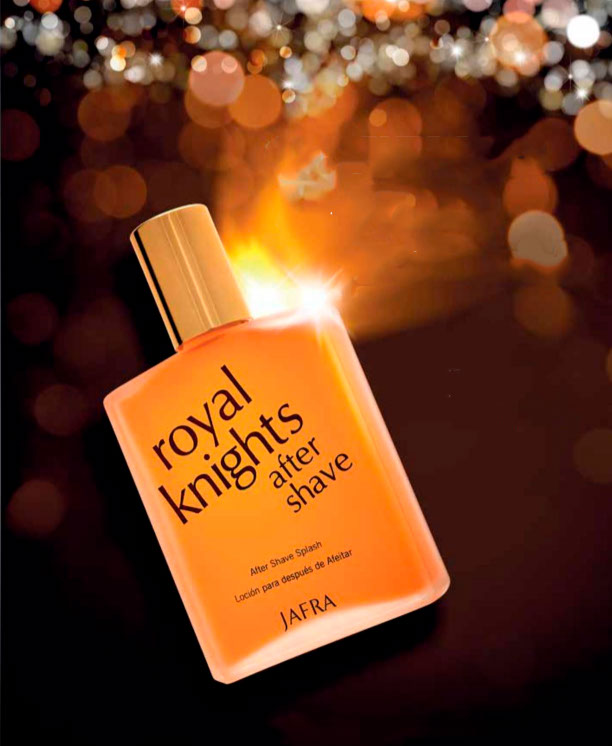 royal
knights
after
shave
After Shave Splash
Loción para después de Afeitar
JAFRA